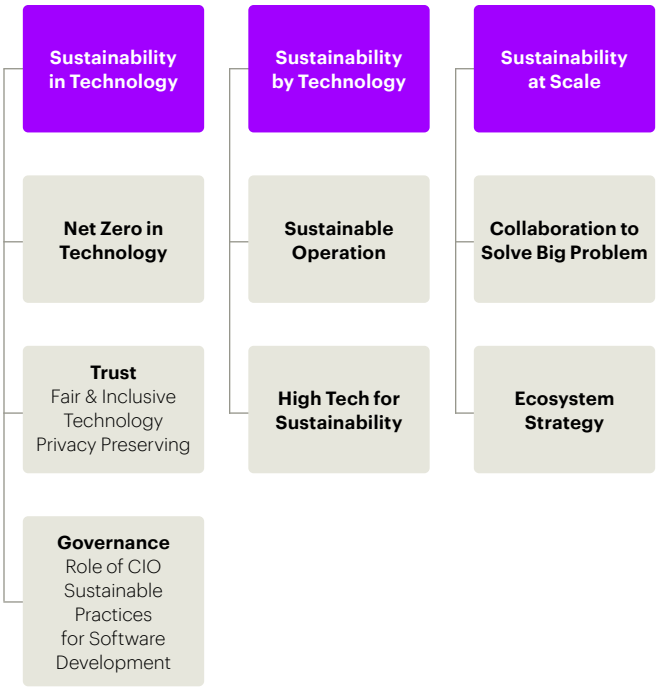 Sustainability
in Technology
Net Zero in
Technology
Trust
Fair & Inclusive
Technology
Privacy Preserving
Governance
Role of CIO
Sustainable
Practices
for Software
Development
Sustainability
by Technology
Sustainable
Operation
High Tech for
Sustainability
Sustainability
at Scale
Collaboration to
Solve Big Problem
Ecosystem
Strategy